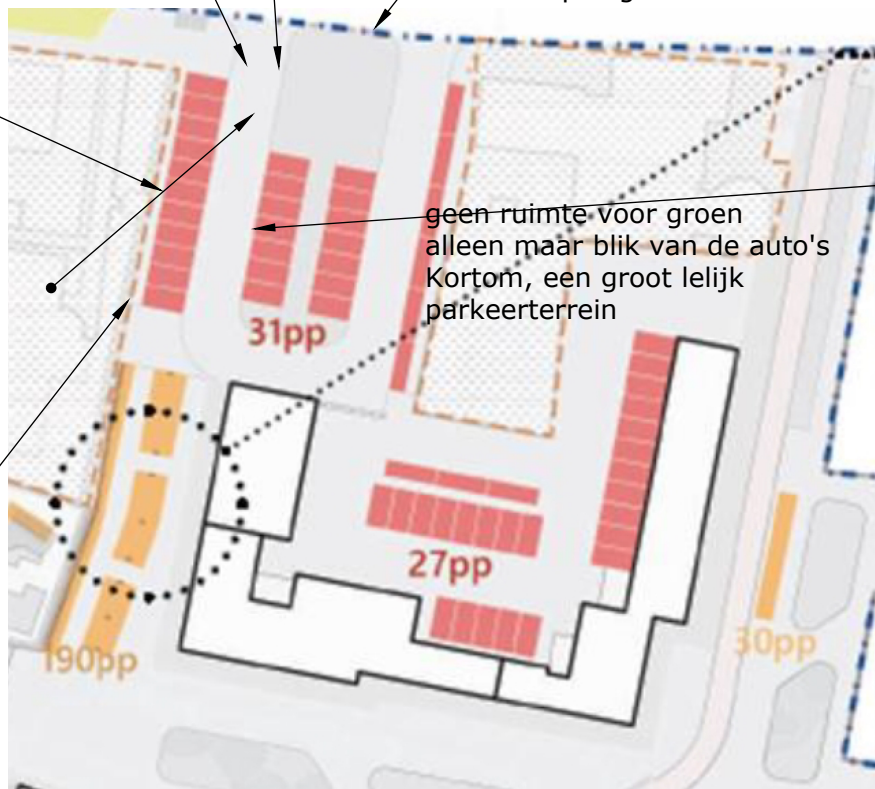 geen ruimte voor groen
alleen maar blik van de auto's
Kortom, een groot lelijk
parkeerterrein
31pp
27pp
30pp
190pp